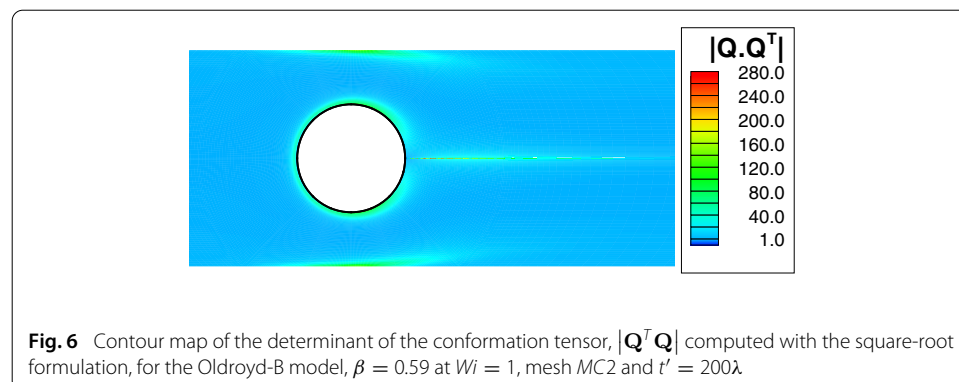 |Q.Q^T|
280.0
240.0
200.0
160.0
120.0
80.0
40.0
1.0
Fig. 6 Contour map of the determinant of the conformation tensor, |Q^T Q| computed with the square-root
formulation, for the Oldroyd-B model, β = 0.59 at Wi = 1, mesh MC2 and t′ = 200λ